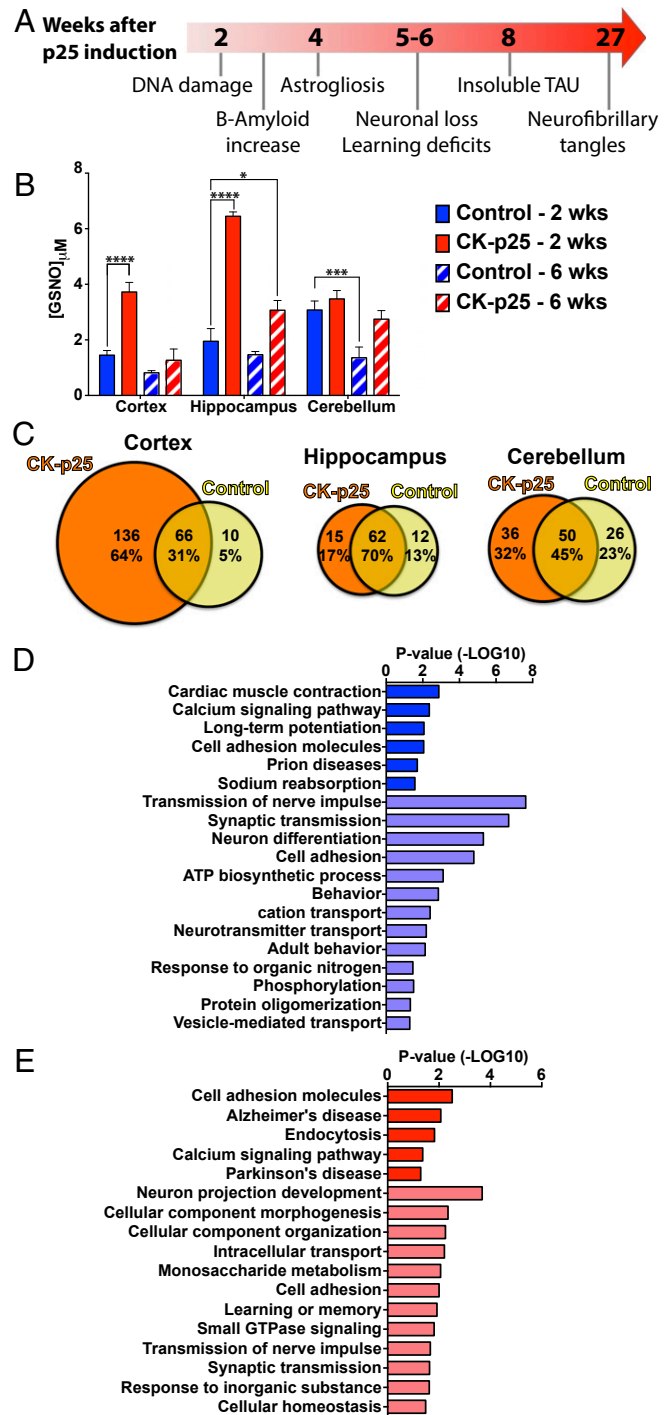 A
Weeks after
p25 induction
2 4 5-6 8 27
DNA damage
Astrogliosis
Insoluble TAU
B-Amyloid
increase
Neuronal loss
Learning deficits
Neurofibrillary
tangles
B
[GSNO]µM
8
6
4
2
0
****
*
****
***
Cortex Hippocampus Cerebellum
Control - 2 wks
CK-p25 - 2 wks
Control - 6 wks
CK-p25 - 6 wks
C
Cortex
CK-p25
Control
136
64%
66
31%
10
5%
Hippocampus
CK-p25 Control
15
17%
62
70%
12
13%
Cerebellum
CK-p25 Control
36
32%
50
45%
26
23%
D
P-value (-LOG10)
0 2 4 6 8
Cardiac muscle contraction
Calcium signaling pathway
Long-term potentiation
Cell adhesion molecules
Prion diseases
Sodium reabsorption
Transmission of nerve impulse
Synaptic transmission
Neuron differentiation
Cell adhesion
ATP biosynthetic process
Behavior
cation transport
Neurotransmitter transport
Adult behavior
Response to organic nitrogen
Phosphorylation
Protein oligomerization
Vesicle-mediated transport
E
P-value (-LOG10)
0 2 4 6
Cell adhesion molecules
Alzheimer's disease
Endocytosis
Calcium signaling pathway
Parkinson's disease
Neuron projection development
Cellular component morphogenesis
Cellular component organization
Intracellular transport
Monosaccharide metabolism
Cell adhesion
Learning or memory
Small GTPase signaling
Transmission of nerve impulse
Synaptic transmission
Response to inorganic substance
Cellular homeostasis